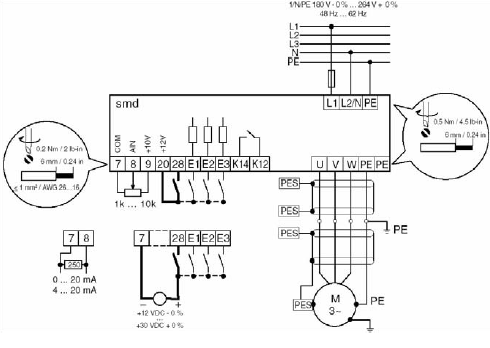 1/N/PE 180 V - 0 % ... 264 V + 0 %
48 Hz ... 62 Hz
L1
L2
L3
N
PE
smd
L1 L2/N PE
0.2 Nm / 2 lb-in
6 mm / 0.24 in
≤ 1 mm² / AWG 26...16
0.5 Nm / 4.5 lb-in
6 mm / 0.24 in
COM
AIN
+10V
+12V
7 8 9 20 28 E1 E2 E3 K14 K12
U V W PE PE
1k ... 10k
PES
PES
PE
PES
PES
PE
M
3~
7 8
250
0 ... 20 mA
4 ... 20 mA
7 28 E1 E2 E3
– +
+12 VDC - 0 %
...
+30 VDC + 0 %